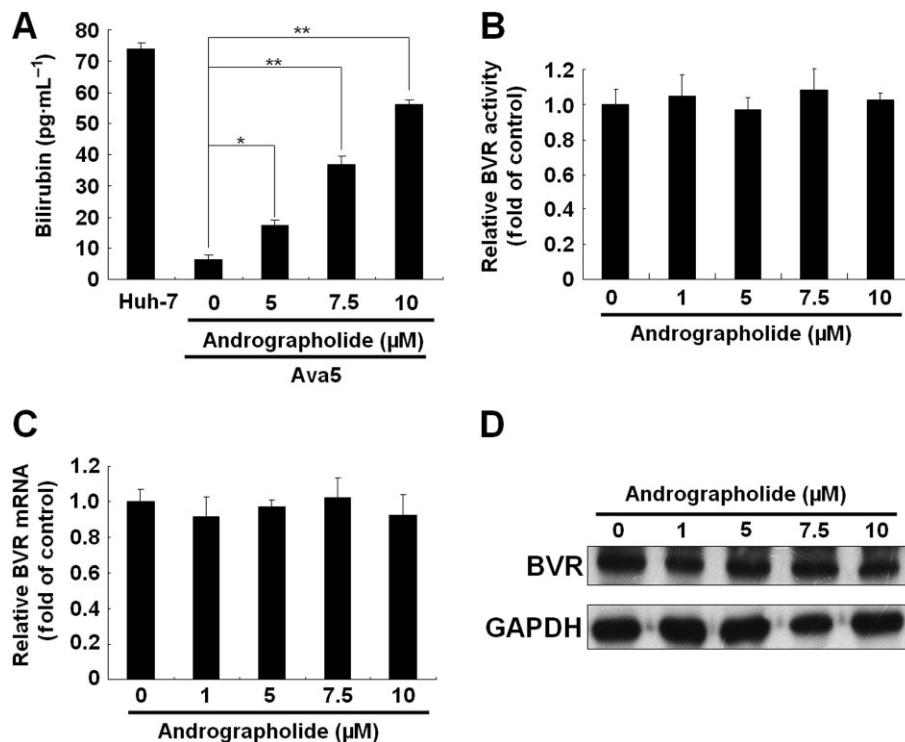 A
Bilirubin (pg·mL⁻¹)
80
70
60
50
40
30
20
10
0
*
**
**
Huh-7 0 5 7.5 10
Andrographolide (µM)
Ava5
B
Relative BVR activity
(fold of control)
1.2
1.0
0.8
0.6
0.4
0.2
0
0 1 5 7.5 10
Andrographolide (µM)
C
Relative BVR mRNA
(fold of control)
1.2
1.0
0.8
0.6
0.4
0.2
0
0 1 5 7.5 10
Andrographolide (µM)
D
Andrographolide (µM)
0 1 5 7.5 10
BVR
GAPDH